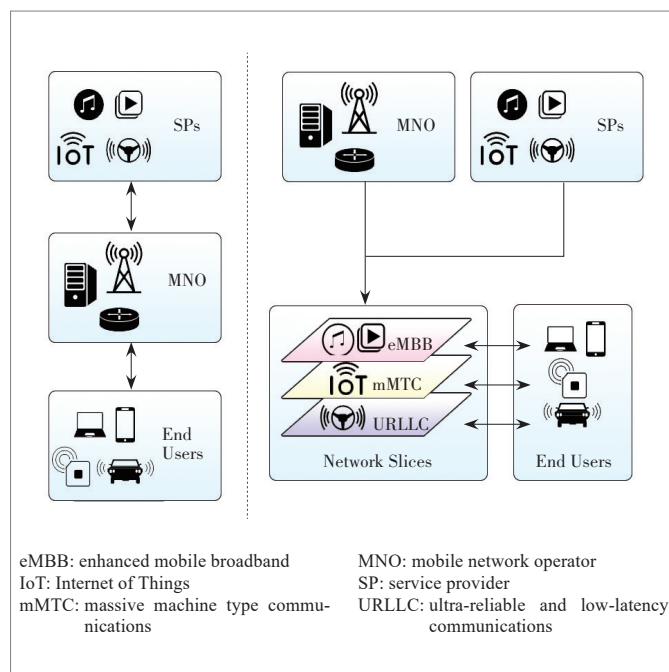 SPs
IoT
MNO
End
Users
MNO
SPs
IoT
eMBB
IoT mMTC
URLLC
Network Slices
End Users
eMBB: enhanced mobile broadband
IoT: Internet of Things
mMTC: massive machine type commu-
nications
MNO: mobile network operator
SP: service provider
URLLC: ultra-reliable and low-latency
communications